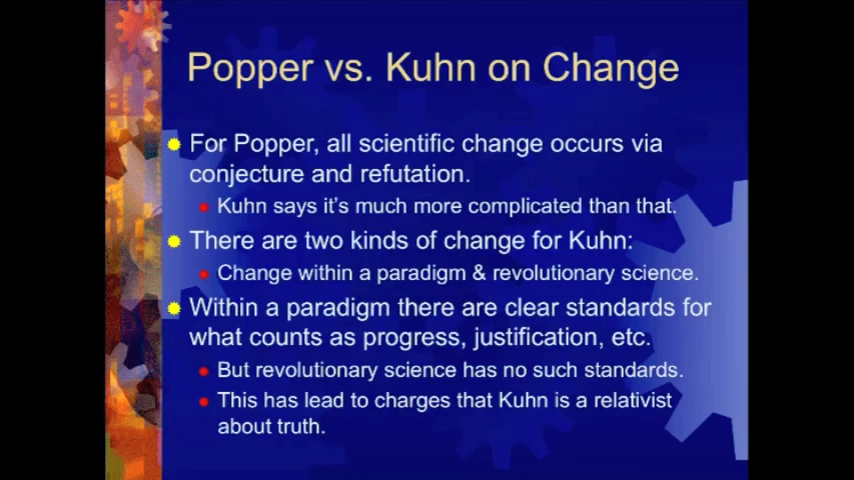 Popper vs. Kuhn on Change
For Popper, all scientific change occurs via
conjecture and refutation.
Kuhn says it's much more complicated than that.
There are two kinds of change for Kuhn:
Change within a paradigm & revolutionary science.
Within a paradigm there are clear standards for
what counts as progress, justification, etc.
But revolutionary science has no such standards.
This has lead to charges that Kuhn is a relativist
about truth.